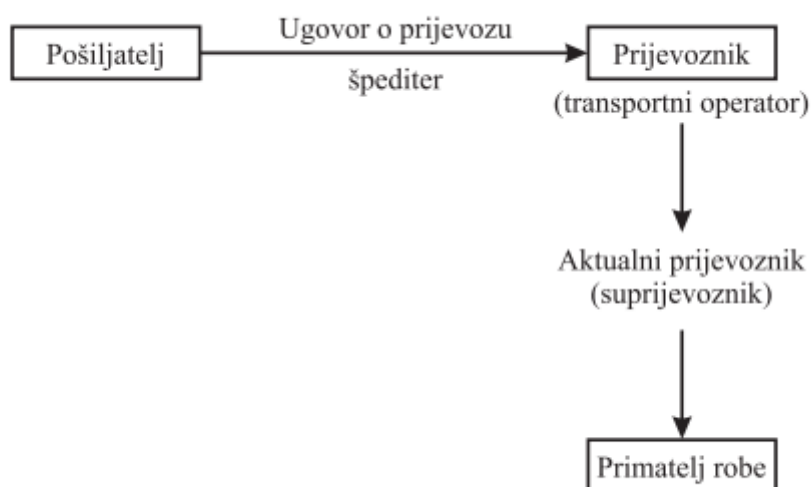 Ugovor o prijevozu
Pošiljatelj
Prijevoznik
špediter
(transportni operator)
Aktualni prijevoznik
(suprijevoznik)
Primatelj robe